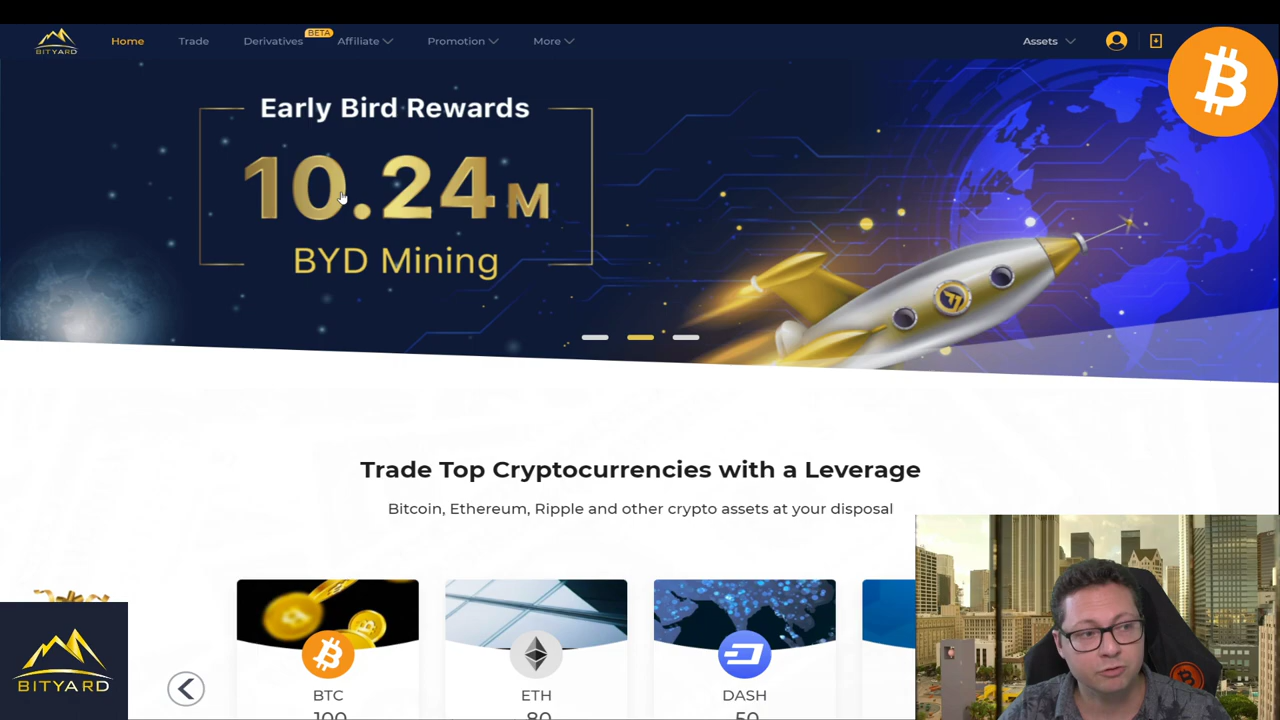 BITYARD
Home
Trade
Derivatives
BETA
Affiliate
Promotion
More
Assets
Early Bird Rewards
10.24 M
BYD Mining
Trade Top Cryptocurrencies with a Leverage
Bitcoin, Ethereum, Ripple and other crypto assets at your disposal
BTC
ETH
DASH
100
80
50
BITYARD